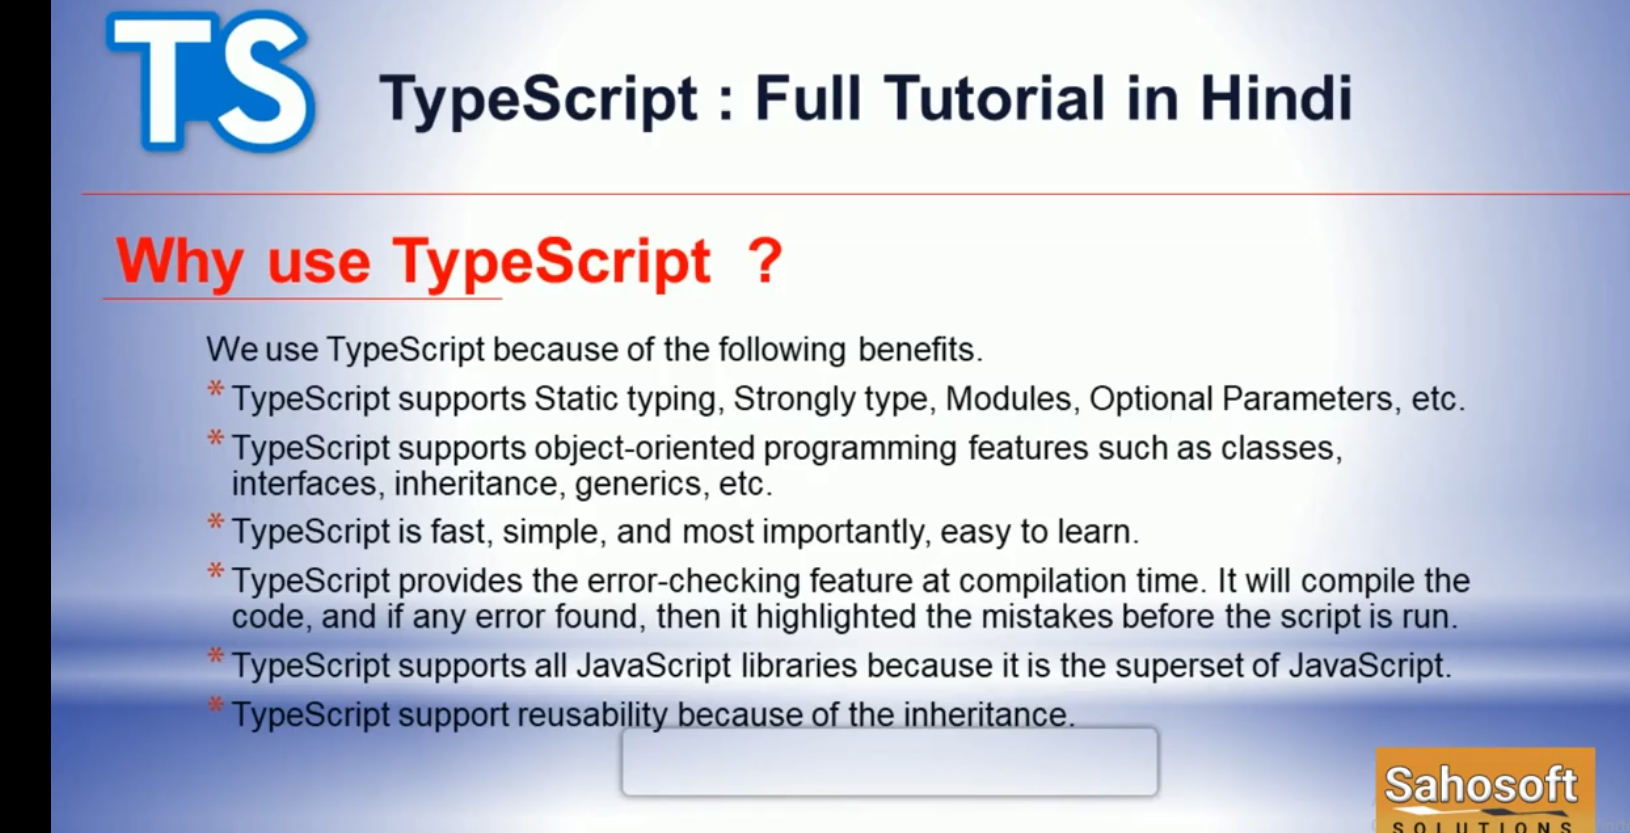 TS
TypeScript : Full Tutorial in Hindi
Why use TypeScript ?
We use TypeScript because of the following benefits.
* TypeScript supports Static typing, Strongly type, Modules, Optional Parameters, etc.
* TypeScript supports object-oriented programming features such as classes,
interfaces, inheritance, generics, etc.
* TypeScript is fast, simple, and most importantly, easy to learn.
* TypeScript provides the error-checking feature at compilation time. It will compile the
code, and if any error found, then it highlighted the mistakes before the script is run.
* TypeScript supports all JavaScript libraries because it is the superset of JavaScript.
* TypeScript support reusability because of the inheritance.
Sahosoft
SOLUTIONS